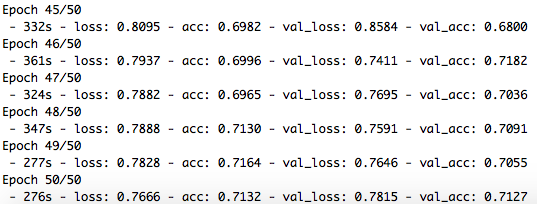 Epoch 45/50
- 332s - loss: 0.8095 - acc: 0.6982 - val_loss: 0.8584 - val_acc: 0.6800
Epoch 46/50
- 361s - loss: 0.7937 - acc: 0.6996 - val_loss: 0.7411 - val_acc: 0.7182
Epoch 47/50
- 324s - loss: 0.7882 - acc: 0.6965 - val_loss: 0.7695 - val_acc: 0.7036
Epoch 48/50
- 347s - loss: 0.7888 - acc: 0.7130 - val_loss: 0.7591 - val_acc: 0.7091
Epoch 49/50
- 277s - loss: 0.7828 - acc: 0.7164 - val_loss: 0.7646 - val_acc: 0.7055
Epoch 50/50
- 276s - loss: 0.7666 - acc: 0.7132 - val_loss: 0.7815 - val_acc: 0.7127